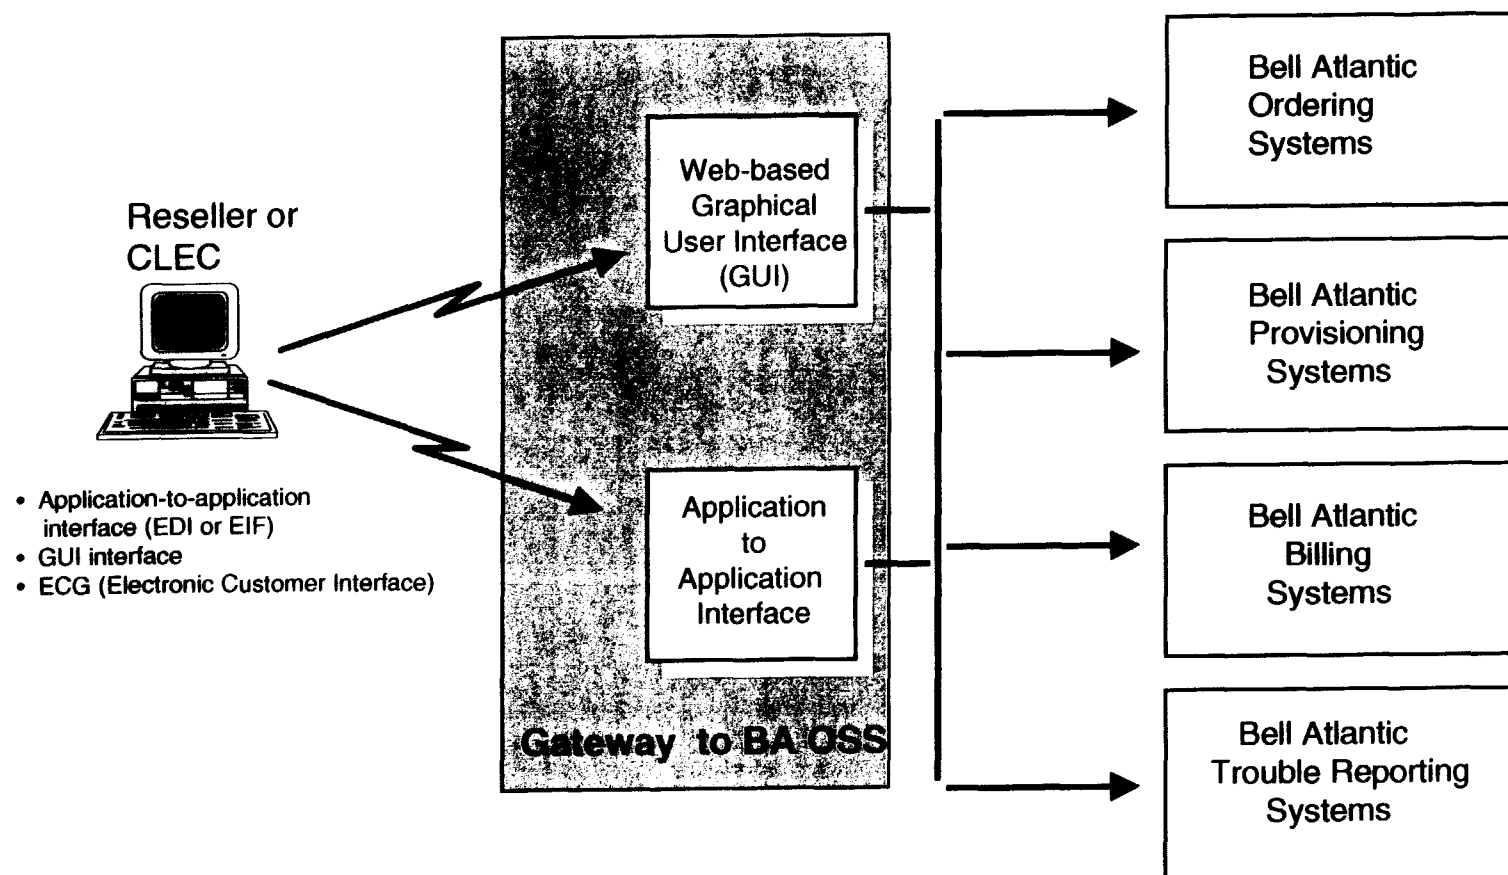 Reseller or
CLEC
• Application-to-application
interface (EDI or EIF)
• GUI interface
• ECG (Electronic Customer Interface)
Web-based
Graphical
User Interface
(GUI)
Application
to
Application
Interface
Gateway to BA OSS
Bell Atlantic
Ordering
Systems
Bell Atlantic
Provisioning
Systems
Bell Atlantic
Billing
Systems
Bell Atlantic
Trouble Reporting
Systems